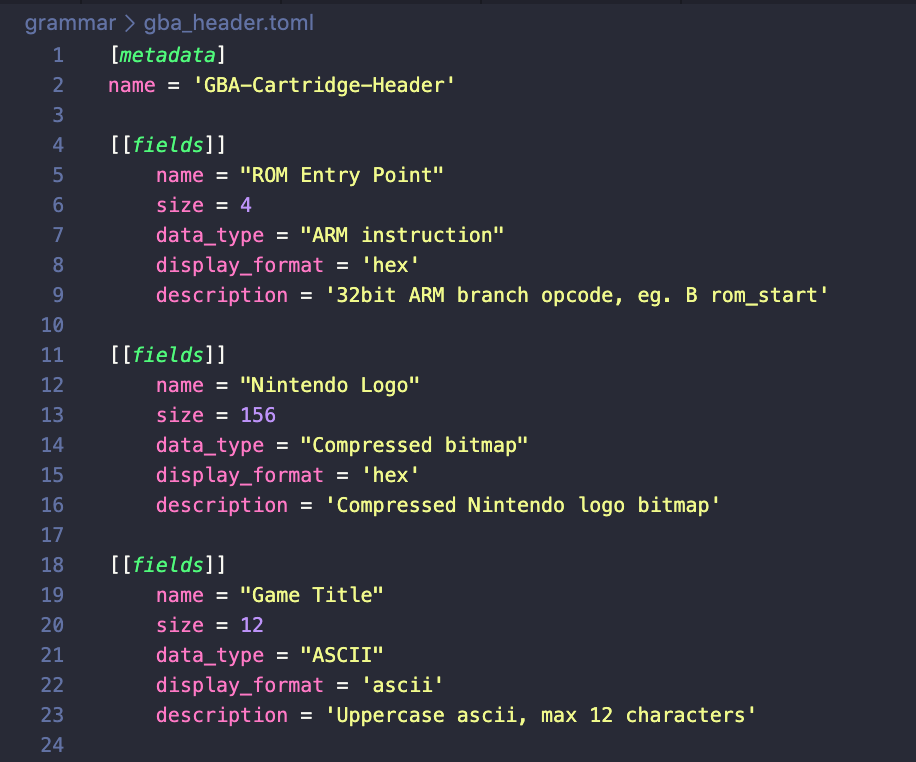 grammar > gba_header.toml
1 [metadata]
2 name = 'GBA-Cartridge-Header'
3
4 [[fields]]
5 name = "ROM Entry Point"
6 size = 4
7 data_type = "ARM instruction"
8 display_format = 'hex'
9 description = '32bit ARM branch opcode, eg. B rom_start'
10
11 [[fields]]
12 name = "Nintendo Logo"
13 size = 156
14 data_type = "Compressed bitmap"
15 display_format = 'hex'
16 description = 'Compressed Nintendo logo bitmap'
17
18 [[fields]]
19 name = "Game Title"
20 size = 12
21 data_type = "ASCII"
22 display_format = 'ascii'
23 description = 'Uppercase ascii, max 12 characters'
24